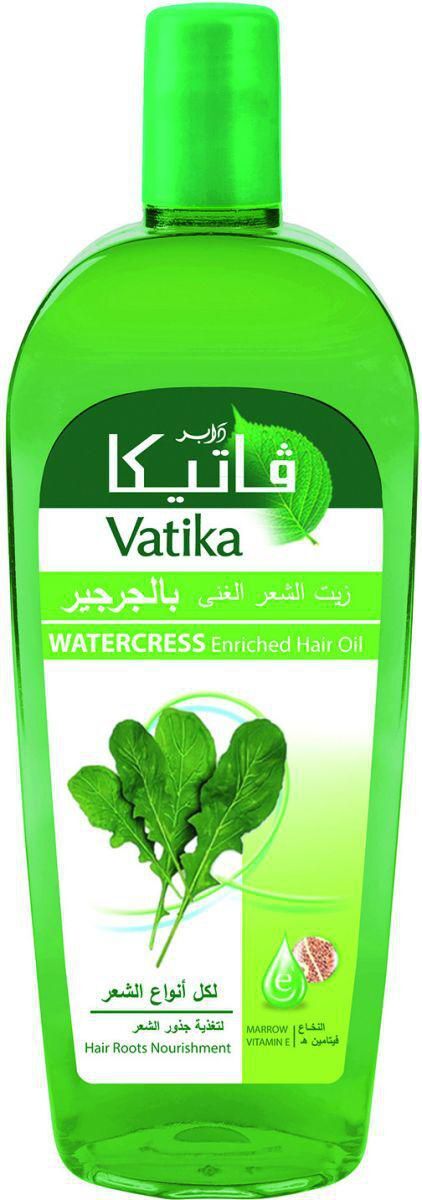 دابر
ڤاتيكا
Vatika
زيت الشعر الغنى بالجرجير
WATERCRESS Enriched Hair Oil
e
لكل أنواع الشعر
لتغذية جذور الشعر
Hair Roots Nourishment
MARROW النخاع
VITAMIN E فيتامين هـ